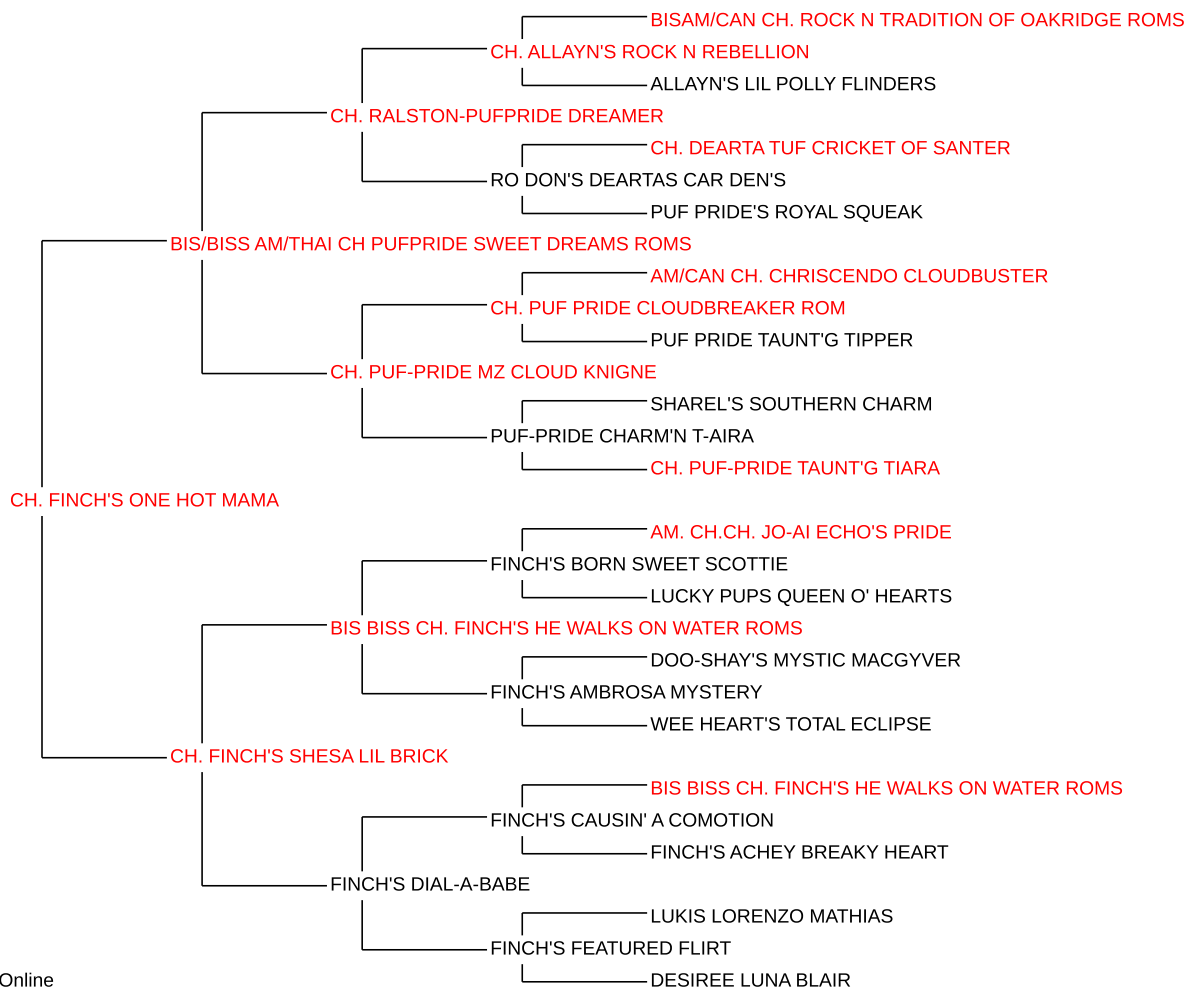 BISAM/CAN CH. ROCK N TRADITION OF OAKRIDGE ROMS
CH. ALLAYN'S ROCK N REBELLION
ALLAYN'S LIL POLLY FLINDERS
CH. RALSTON-PUFPRIDE DREAMER
CH. DEARTA TUF CRICKET OF SANTER
RO DON'S DEARTAS CAR DEN'S
PUF PRIDE'S ROYAL SQUEAK
BIS/BISS AM/THAI CH PUFPRIDE SWEET DREAMS ROMS
AM/CAN CH. CHRISCENDO CLOUDBUSTER
CH. PUF PRIDE CLOUDBREAKER ROM
PUF PRIDE TAUNT'G TIPPER
CH. PUF-PRIDE MZ CLOUD KNIGNE
SHAREL'S SOUTHERN CHARM
PUF-PRIDE CHARM'N T-AIRA
CH. PUF-PRIDE TAUNT'G TIARA
CH. FINCH'S ONE HOT MAMA
AM. CH.CH. JO-AI ECHO'S PRIDE
FINCH'S BORN SWEET SCOTTIE
LUCKY PUPS QUEEN O' HEARTS
BIS BISS CH. FINCH'S HE WALKS ON WATER ROMS
DOO-SHAY'S MYSTIC MACGYVER
FINCH'S AMBROSA MYSTERY
WEE HEART'S TOTAL ECLIPSE
CH. FINCH'S SHESA LIL BRICK
BIS BISS CH. FINCH'S HE WALKS ON WATER ROMS
FINCH'S CAUSIN' A COMOTION
FINCH'S ACHEY BREAKY HEART
FINCH'S DIAL-A-BABE
LUKIS LORENZO MATHIAS
FINCH'S FEATURED FLIRT
DESIREE LUNA BLAIR
Online